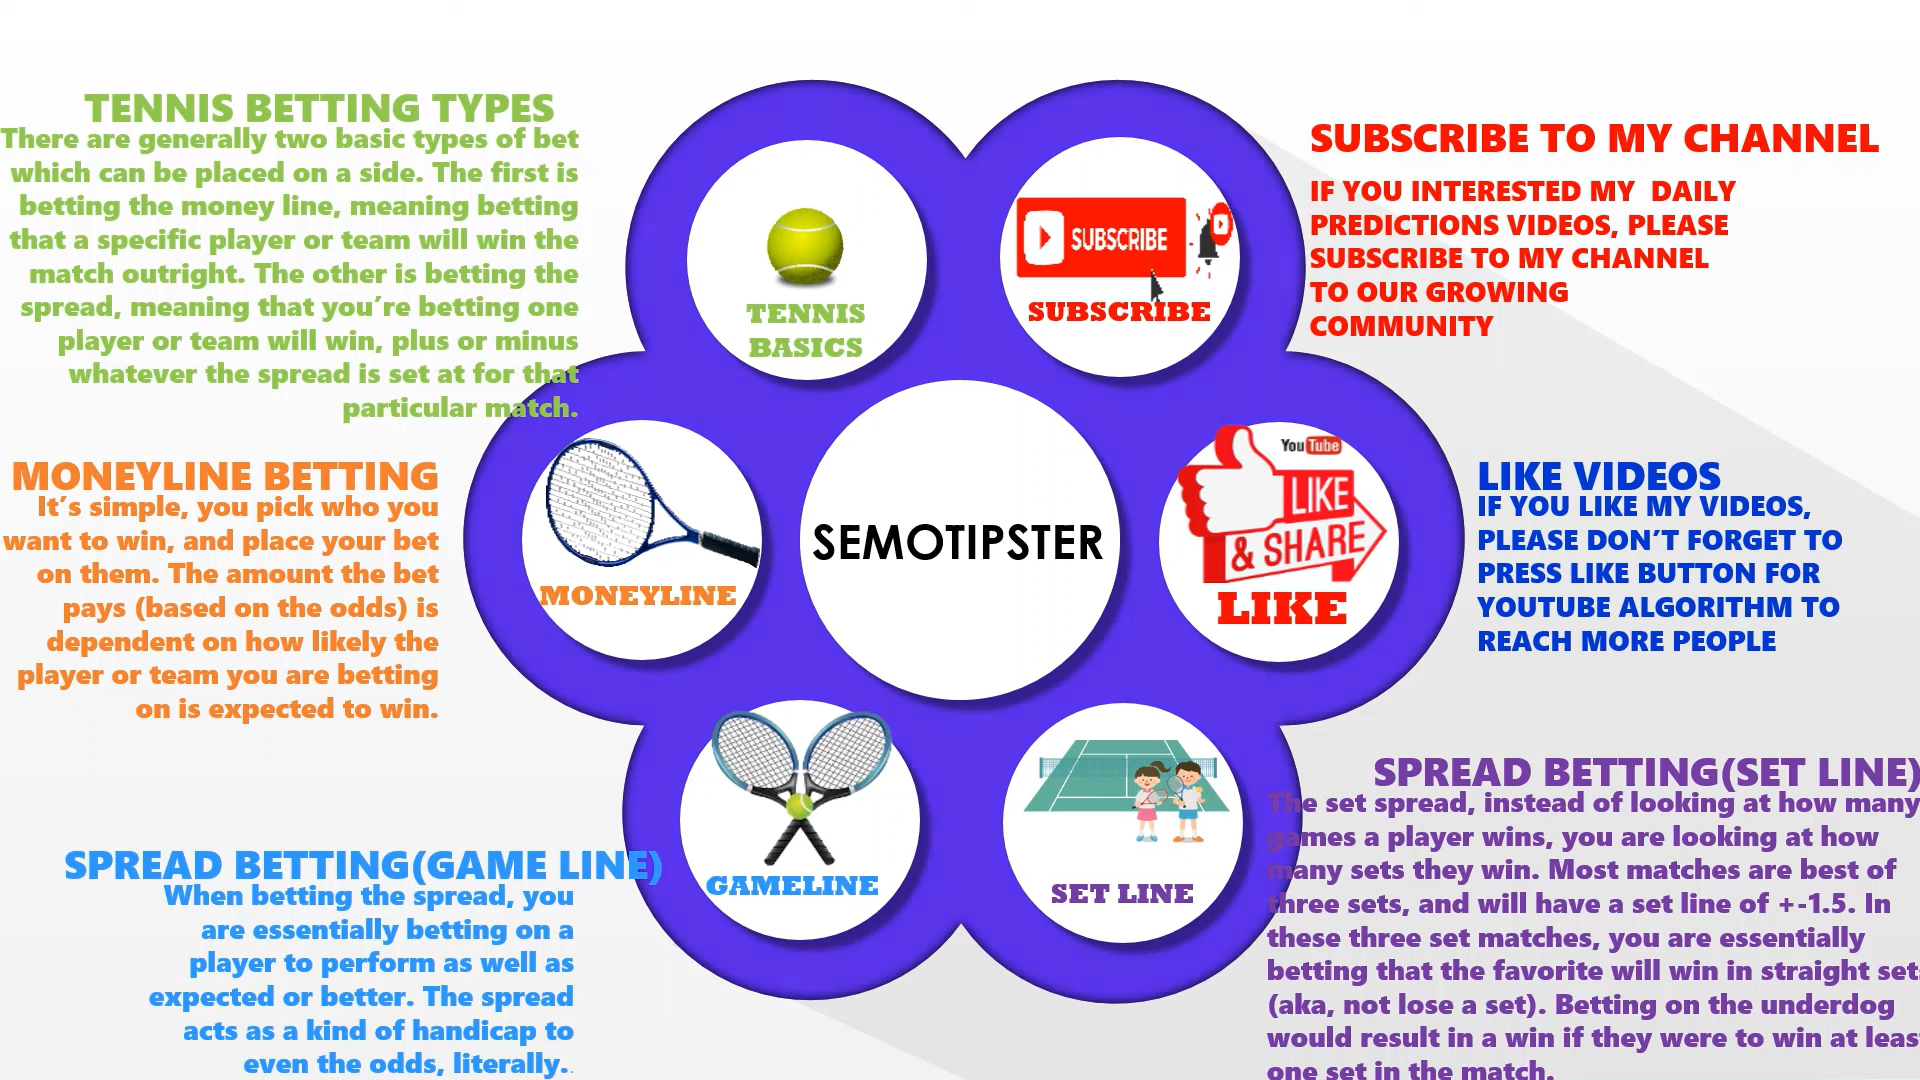 TENNIS BETTING TYPES
There are generally two basic types of bet
which can be placed on a side. The first is
betting the money line, meaning betting
that a specific player or team will win the
match outright. The other is betting the
spread, meaning that you're betting one
player or team will win, plus or minus
whatever the spread is set at for that
particular match.
MONEYLINE BETTING
It's simple, you pick who you
want to win, and place your bet
on them. The amount the bet
pays (based on the odds) is
dependent on how likely the
player or team you are betting
on is expected to win.
SPREAD BETTING(GAME LINE)
When betting the spread, you
are essentially betting on a
player to perform as well as
expected or better. The spread
acts as a kind of handicap to
even the odds, literally..
TENNIS
BASICS
SUBSCRIBE
SUBSCRIBE
MONEYLINE
SEMOTIPSTER
YouTube
LIKE
& SHARE
LIKE
GAMELINE
SET LINE
SUBSCRIBE TO MY CHANNEL
IF YOU INTERESTED MY DAILY
PREDICTIONS VIDEOS, PLEASE
SUBSCRIBE TO MY CHANNEL
TO OUR GROWING
COMMUNITY
LIKE VIDEOS
IF YOU LIKE MY VIDEOS,
PLEASE DON'T FORGET TO
PRESS LIKE BUTTON FOR
YOUTUBE ALGORITHM TO
REACH MORE PEOPLE
SPREAD BETTING(SET LINE)
The set spread, instead of looking at how many
games a player wins, you are looking at how
many sets they win. Most matches are best of
three sets, and will have a set line of +-1.5. In
these three set matches, you are essentially
betting that the favorite will win in straight sets
(aka, not lose a set). Betting on the underdog
would result in a win if they were to win at least
one set in the match.